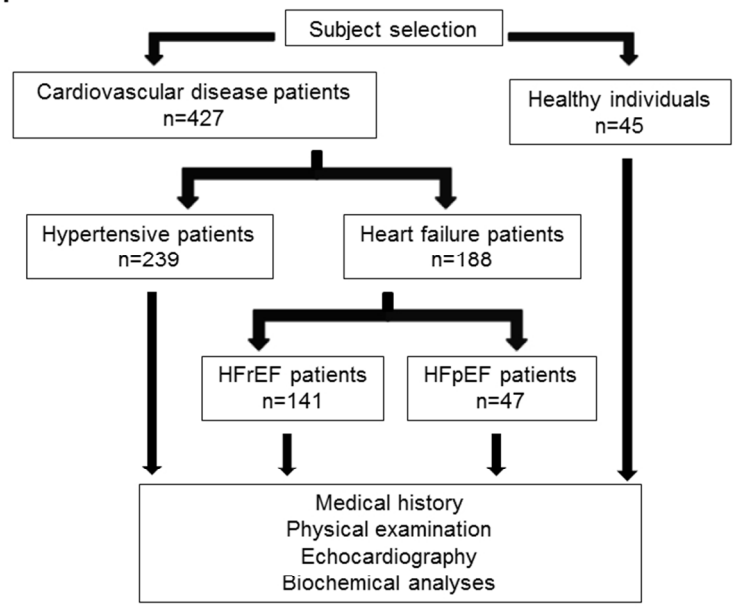 Subject selection
Cardiovascular disease patients
n=427
Healthy individuals
n=45
Hypertensive patients
n=239
Heart failure patients
n=188
HFrEF patients
n=141
HFpEF patients
n=47
Medical history
Physical examination
Echocardiography
Biochemical analyses